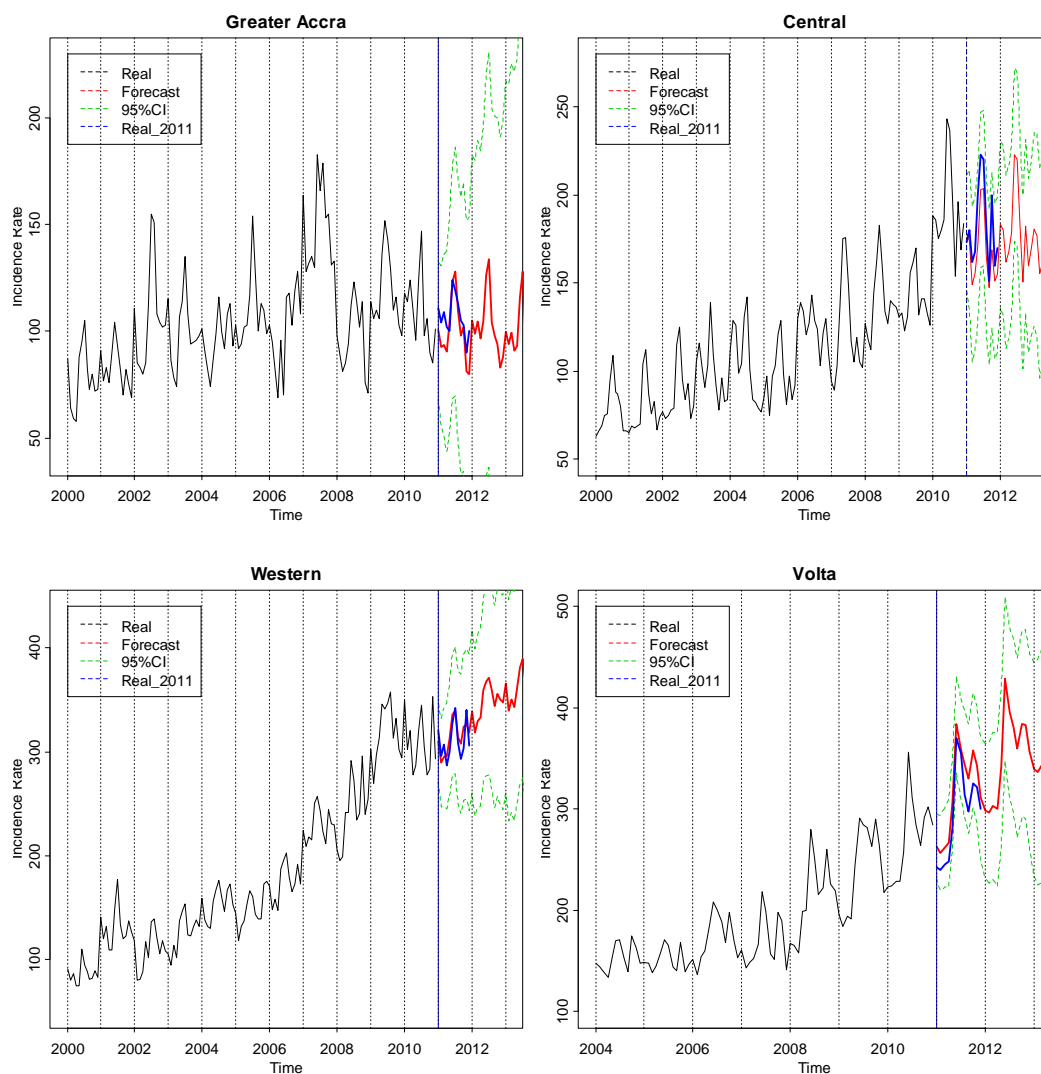 Greater Accra
Real
Forecast
95%CI
Real_2011
Incidence Rate
50 100 150 200
2000 2002 2004 2006 2008 2010 2012
Time
Central
Real
Forecast
95%CI
Real_2011
Incidence Rate
50 100 150 200 250
2000 2002 2004 2006 2008 2010 2012
Time
Western
Real
Forecast
95%CI
Real_2011
Incidence Rate
100 200 300 400
2000 2002 2004 2006 2008 2010 2012
Time
Volta
Real
Forecast
95%CI
Real_2011
Incidence Rate
100 200 300 400 500
2004 2006 2008 2010 2012
Time